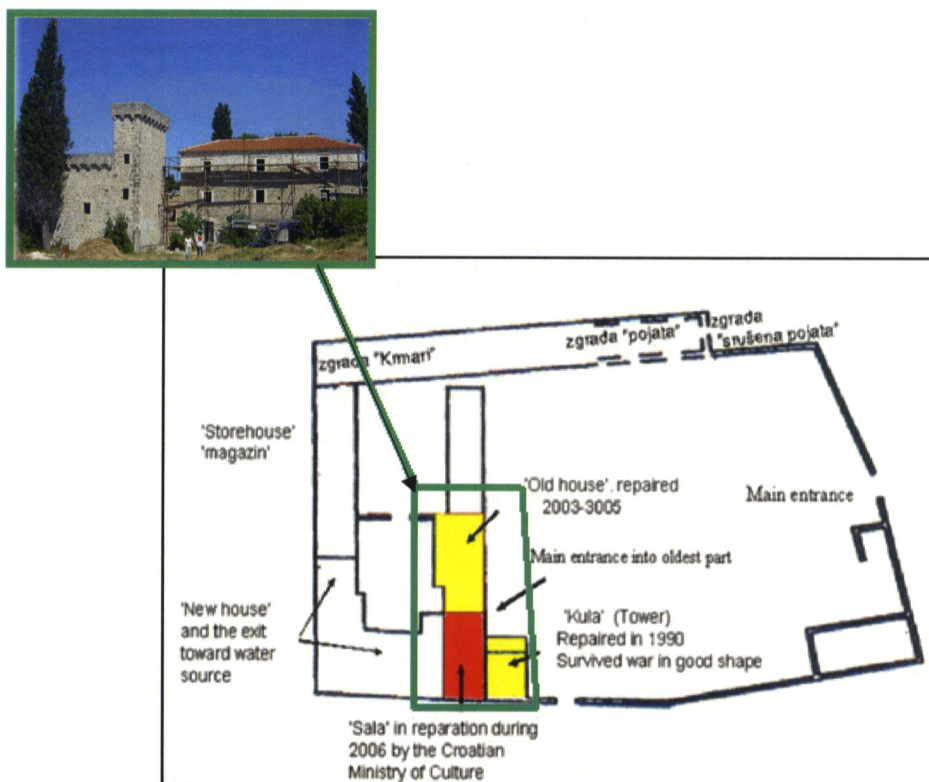 zgrada "Krmari"
zgrada "pojata"
zgrada
"srušena pojata"
'Storehouse'
'magazin'
'Old house', repaired
2003-3005
Main entrance
Main entrance into oldest part
'New house'
and the exit
toward water
source
'Kula' (Tower)
Repaired in 1990
Survived war in good shape
'Sala' in reparation during
2006 by the Croatian
Ministry of Culture